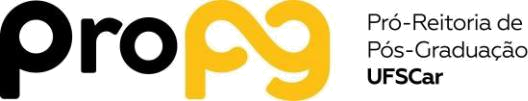 ProPg
Pró-Reitoria de
Pós-Graduação
UFSCar